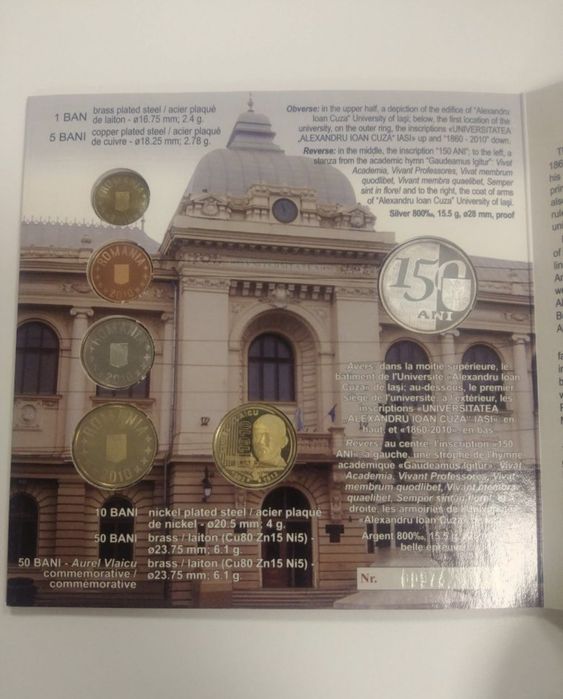 1 BAN brass plated steel / acier plaqué
de laiton - ø16.75 mm; 2.4 g.
5 BANI copper plated steel / acier plaqué
de cuivre - ø18.25 mm; 2.78 g.
Obverse: in the upper half, a depiction of the edifice of "Alexandru
Ioan Cuza" University of Iaşi; below, the first location of the
university, on the outer ring, the inscriptions «UNIVERSITATEA
„ALEXANDRU IOAN CUZA" IASI» up and "1860 - 2010" down.
Reverse: in the middle, the inscription "150 ANI"; to the left, a
stanza from the academic hymn "Gaudeamus Igitur": Vivat
Academia, Vivant Professores, Vivat membrum
quodlibet, Vivant membra quaelibet, Semper
sint in flore! and to the right, the coat of arms
of "Alexandru Ioan Cuza" University of Iaşi.
Silver 800‰, 15.5 g, ø28 mm, proof
ROMANIA
2010
ROMANIA
2010
ROMANIA
2010
VLAICU
150
ANI
Avers: dans la moitié supérieure, le
bâtiment de l'Université «Alexandru Ioan
Cuza» de Iaşi; au-dessous, le premier
siège de l'université; à l'extérieur, les
inscriptions «UNIVERSITATEA
„ALEXANDRU IOAN CUZA" IASI» en
haut et «1860-2010» en bas.
Revers: au centre, l'inscription «150
ANI»; à gauche, une strophe de l'hymne
académique «Gaudeamus Igitur»: Vivat
Academia, Vivant Professores, Vivat
membrum quodlibet, Vivant membra
quaelibet, Semper sint in flore! et à
droite, les armoiries de l'Université
«Alexandru Ioan Cuza» de
Argent 800‰, 15.5
belle épreuve
10 BANI nickel plated steel / acier plaqué
de nickel - ø20.5 mm; 4 g.
50 BANI brass / laiton (Cu80 Zn15 Ni5) -
ø23.75 mm; 6.1 g.
50 BANI - Aurel Vlaicu brass / laiton (Cu80 Zn15 Ni5) -
commemorative / ø23.75 mm; 6.1 g.
commémorative
Nr.